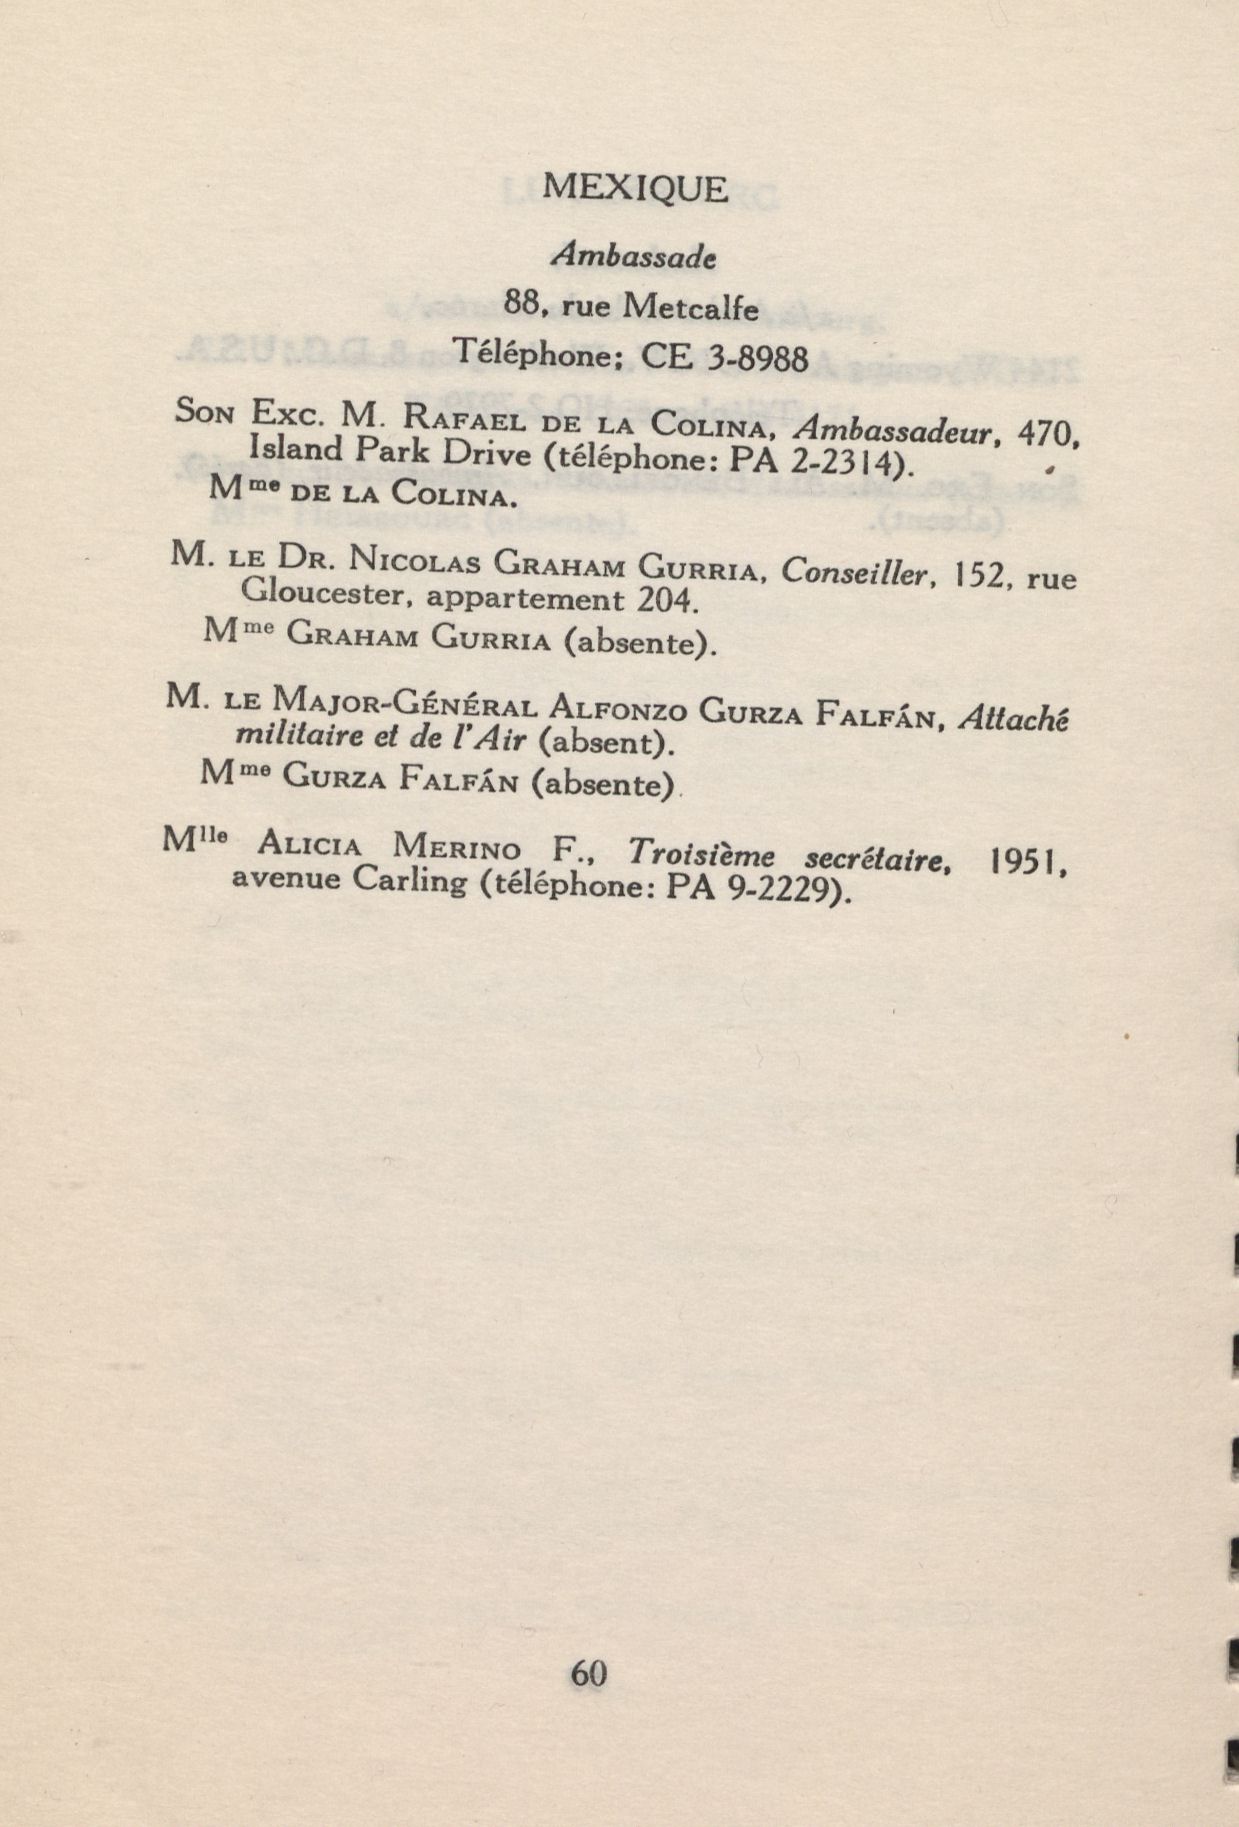 MEXIQUE
Ambassade
88, rue Metcalfe
Téléphone; CE 3-8988
SON EXC. M. RAFAEL DE LA COLINA, Ambassadeur, 470,
Island Park Drive (téléphone: PA 2-2314).
Mme DE LA COLINA.
M. LE DR. NICOLAS GRAHAM GURRIA, Conseiller, 152, rue
Gloucester, appartement 204.
Mme GRAHAM GURRIA (absente).
M. LE MAJOR-GÉNÉRAL ALFONZO GURZA FALFÁN, Attaché
militaire et de l'Air (absent).
Mme GURZA FALFÁN (absente).
Mlle ALICIA MERINO F., Troisième secrétaire, 1951,
avenue Carling (téléphone: PA 9-2229).
60